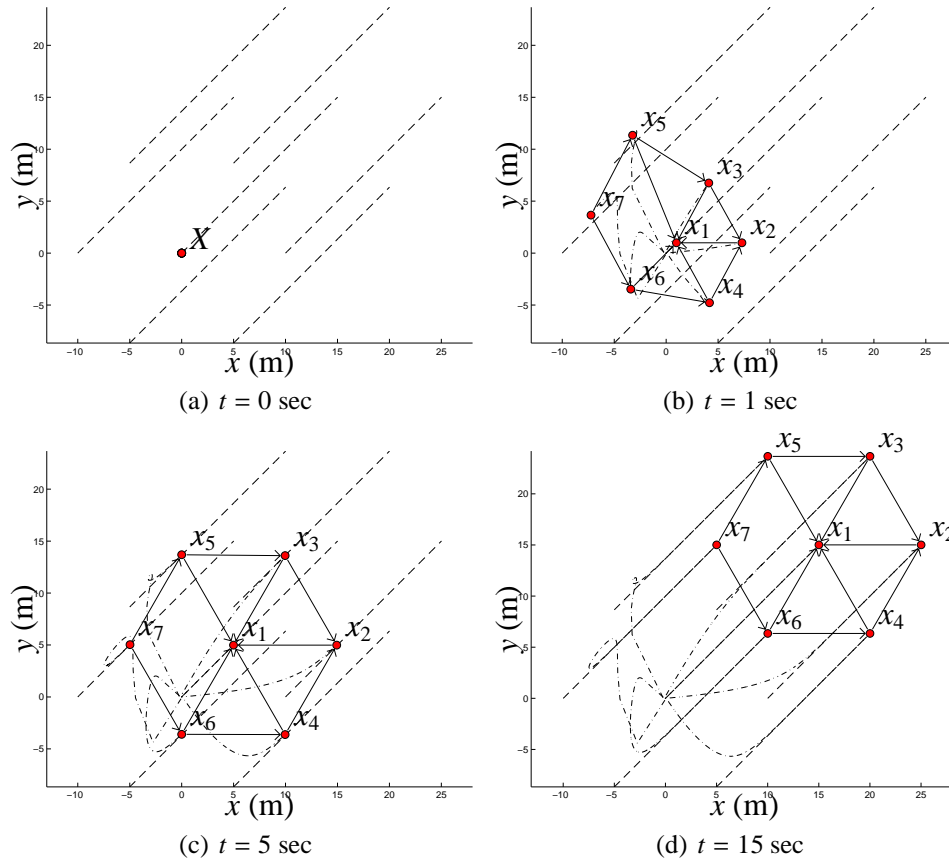 20
15
10
5
0
−5
y (m)
X
−10 −5 0 5 10 15 20 25
x (m)
(a) t = 0 sec
20
15
10
5
0
−5
y (m)
x5
x3
x7
x1
x2
x6
x4
−10 −5 0 5 10 15 20 25
x (m)
(b) t = 1 sec
20
15
10
5
0
−5
y (m)
x5
x3
x7
x1
x2
x6
x4
−10 −5 0 5 10 15 20 25
x (m)
(c) t = 5 sec
20
15
10
5
0
−5
y (m)
x5
x3
x7
x1
x2
x6
x4
−10 −5 0 5 10 15 20 25
x (m)
(d) t = 15 sec